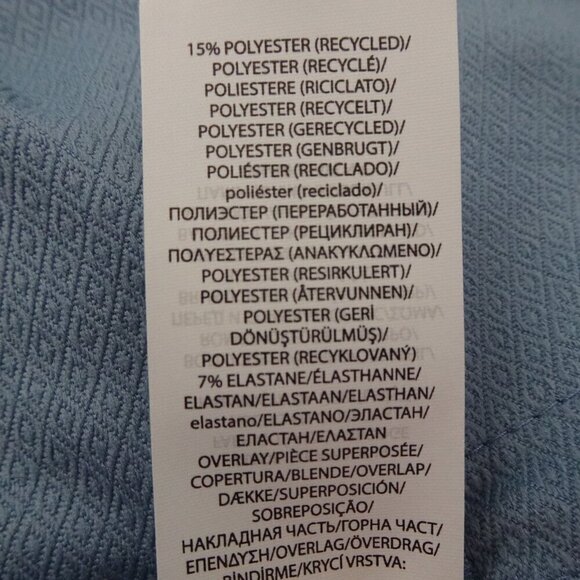 15% POLYESTER (RECYCLED)/
POLYESTER (RECYCLÉ)/
POLIESTERE (RICICLATO)/
POLYESTER (RECYCELT)/
POLYESTER (GERECYCLED)/
POLYESTER (GENBRUGT)/
POLIÉSTER (RECICLADO)/
poliéster (reciclado)/
ПОЛИЭСТЕР (ПЕРЕРАБОТАННЫЙ)/
ПОЛИЕСТЕР (РЕЦИКЛИРАН)/
ΠΟΛΥΕΣΤΕΡΑΣ (ΑΝΑΚΥΚΛΩΜΕΝΟ)/
POLYESTER (RESIRKULERT)/
POLYESTER (ÅTERVUNNEN)/
POLYESTER (GERİ
DÖNÜŞTÜRÜLMÜŞ)/
POLYESTER (RECYKLOVANÝ)
7% ELASTANE/ÉLASTHANNE/
ELASTAN/ELASTAAN/ELASTHAN/
elastano/ELASTANO/ЭЛАСТАН/
ЕЛАСТАН/ΕΛΑΣΤΑΝ
OVERLAY/PIÈCE SUPERPOSÉE/
COPERTURA/BLENDE/OVERLAP/
DÆKKE/SUPERPOSICIÓN/
SOBREPOSIÇÃO/
НАКЛАДНАЯ ЧАСТЬ/ГОРНА ЧАСТ/
ΕΠΕΝΔΥΣΗ/OVERLAG/ÖVERDRAG/
BİNDİRME/KRYCÍ VRSTVA: